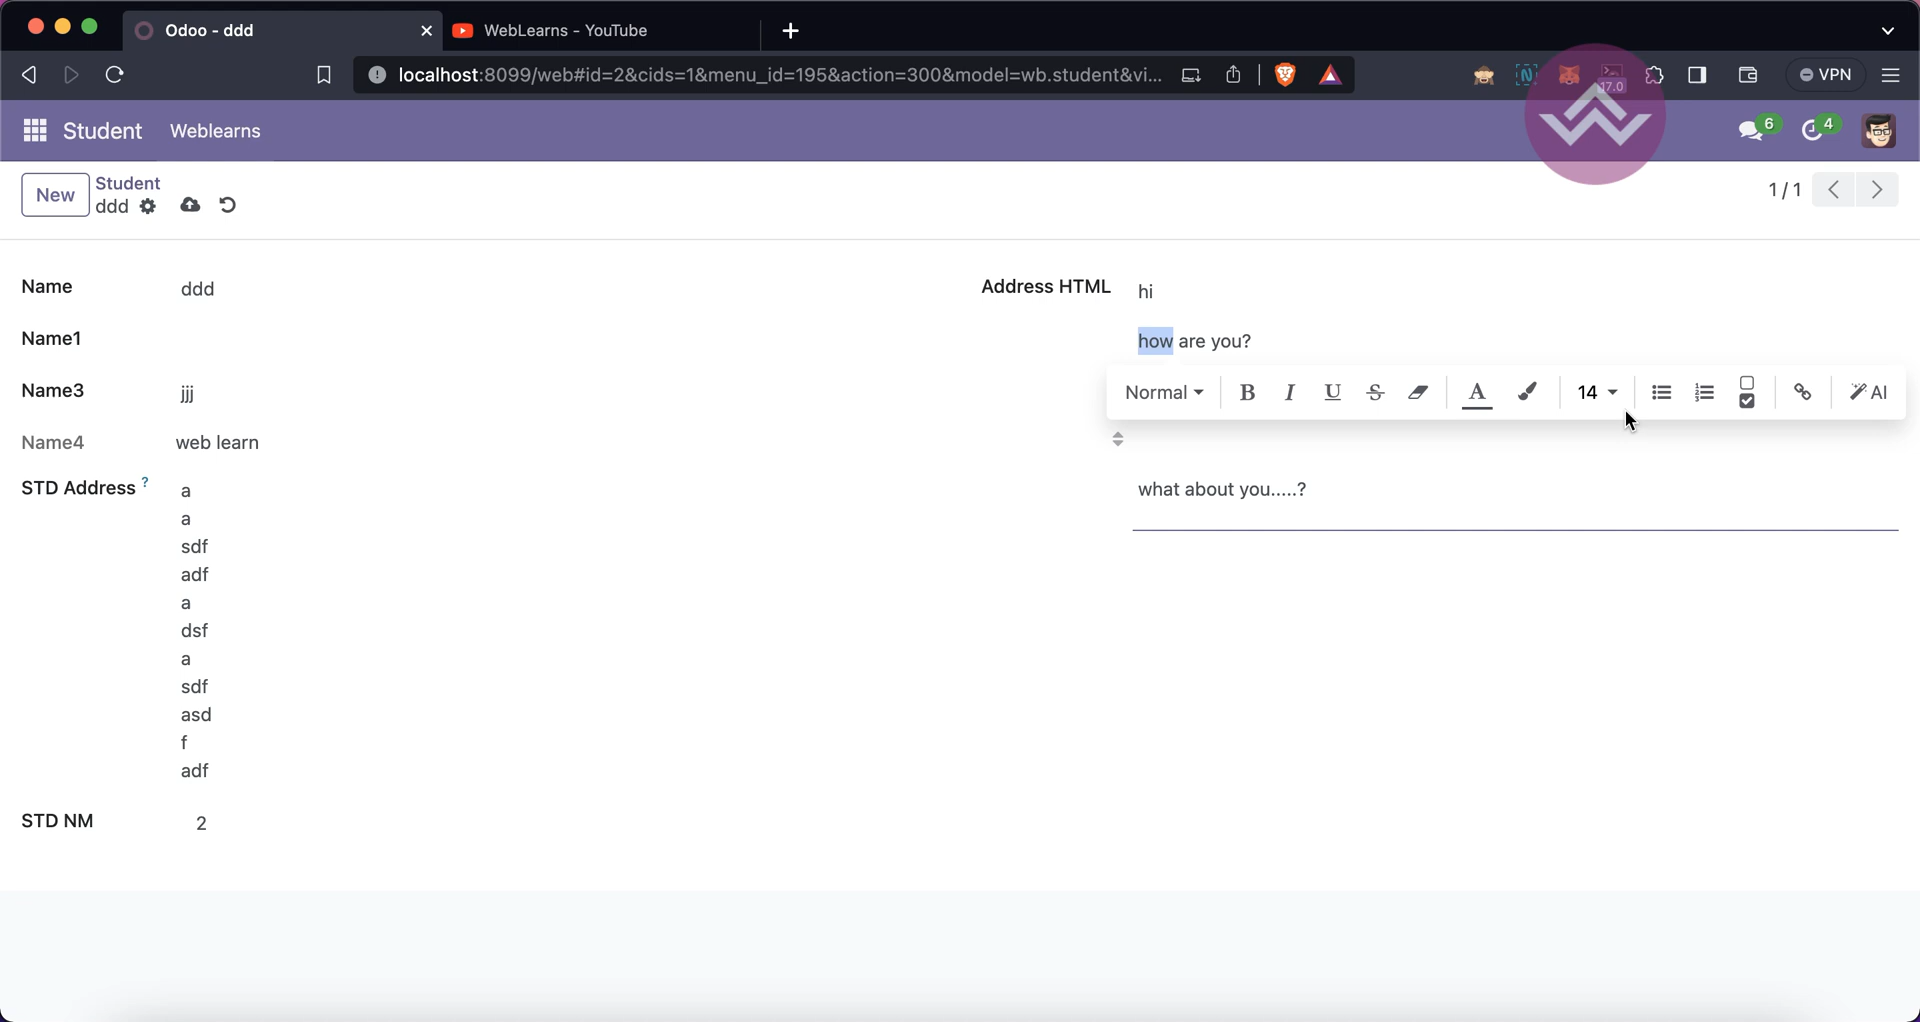 Odoo - ddd
WebLearns - YouTube
localhost:8099/web#id=2&cids=1&menu_id=195&action=300&model=wb.student&vi...
17.0
VPN
Student
Weblearns
6
4
New
Student
ddd
1 / 1
Name
ddd
Name1
Name3
jjj
Name4
web learn
STD Address ?
a
a
sdf
adf
a
dsf
a
sdf
asd
f
adf
STD NM
2
Address HTML
hi
how are you?
Normal
B
I
U
S
A
14
AI
what about you.....?